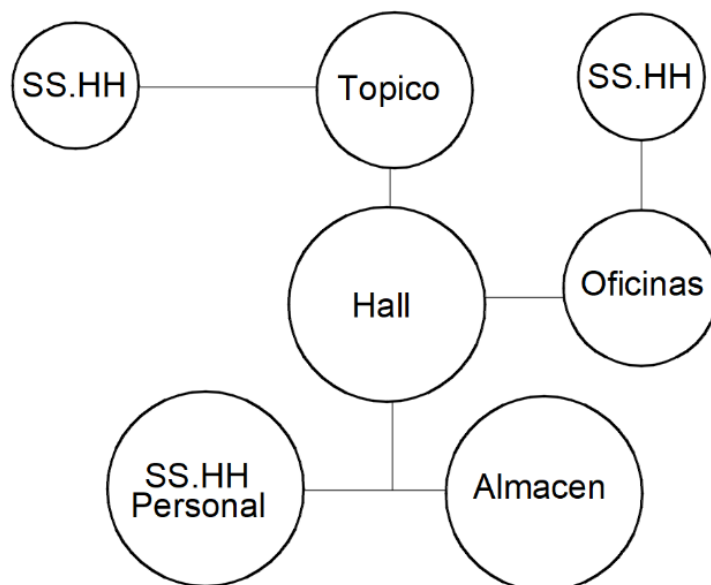 SS.HH
Topico
SS.HH
Hall
Oficinas
SS.HH
Personal
Almacen